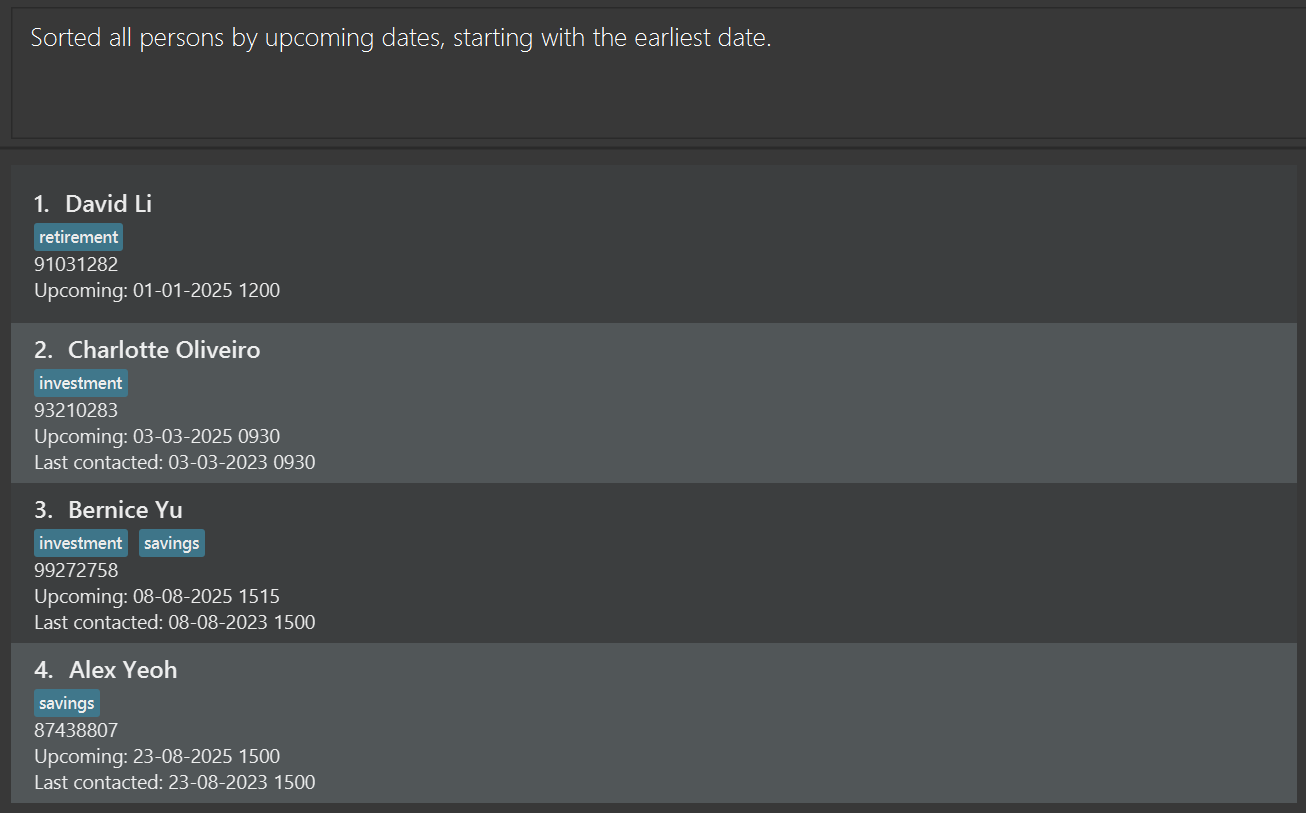 Sorted all persons by upcoming dates, starting with the earliest date.
1. David Li
retirement
91031282
Upcoming: 01-01-2025 1200
2. Charlotte Oliveiro
investment
93210283
Upcoming: 03-03-2025 0930
Last contacted: 03-03-2023 0930
3. Bernice Yu
investment savings
99272758
Upcoming: 08-08-2025 1515
Last contacted: 08-08-2023 1500
4. Alex Yeoh
savings
87438807
Upcoming: 23-08-2025 1500
Last contacted: 23-08-2023 1500